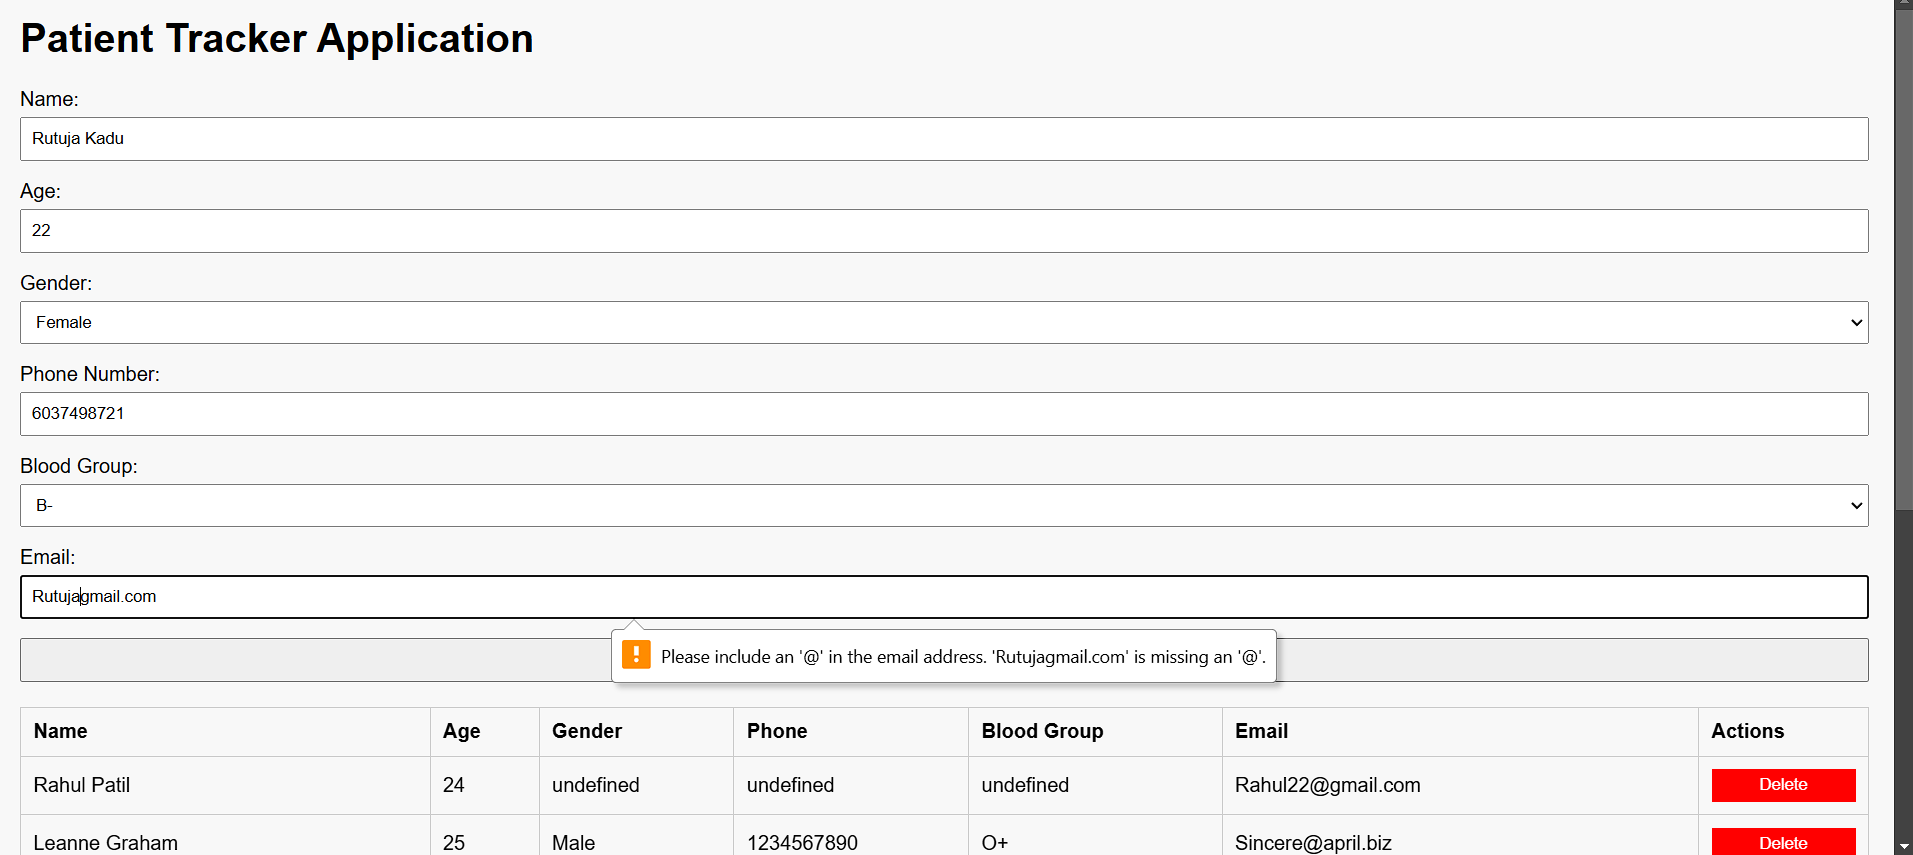 Patient Tracker Application
Name:
Rutuja Kadu
Age:
22
Gender:
Female
Phone Number:
6037498721
Blood Group:
B-
Email:
Rutujagmail.com
Please include an '@' in the email address. 'Rutujagmail.com' is missing an '@'.
Name Age Gender Phone Blood Group Email Actions
Rahul Patil 24 undefined undefined undefined Rahul22@gmail.com Delete
Leanne Graham 25 Male 1234567890 O+ Sincere@april.biz Delete